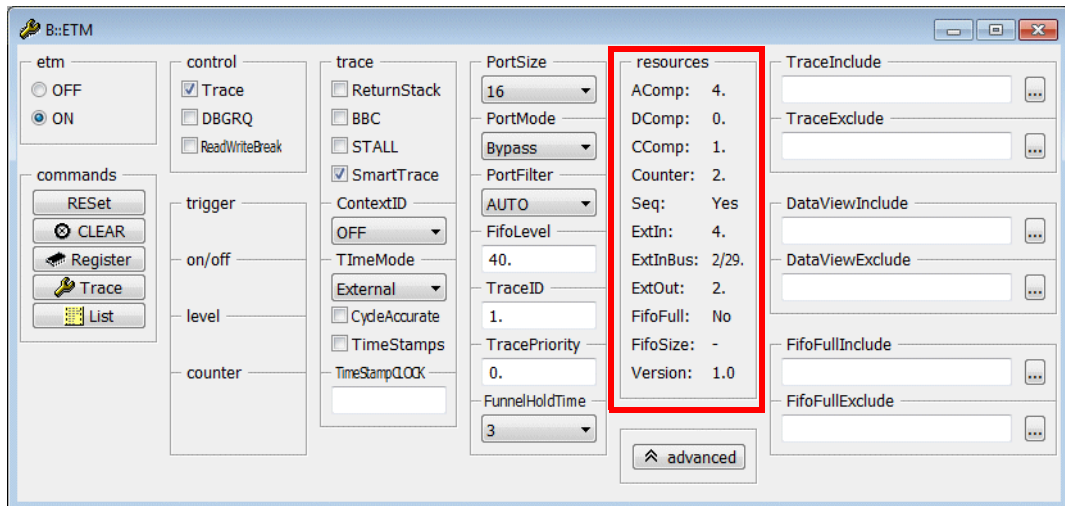 B::ETM
etm
OFF
ON
commands
RESet
CLEAR
Register
Trace
List
control
Trace
DBGRQ
ReadWriteBreak
trigger
on/off
level
counter
trace
ReturnStack
BBC
STALL
SmartTrace
ContextID
OFF
TImeMode
External
CycleAccurate
TimeStamps
TimeStampCLOCK
PortSize
16
PortMode
Bypass
PortFilter
AUTO
FifoLevel
40.
TraceID
1.
TracePriority
0.
FunnelHoldTime
3
resources
AComp: 4.
DComp: 0.
CComp: 1.
Counter: 2.
Seq: Yes
ExtIn: 4.
ExtInBus: 2/29.
ExtOut: 2.
FifoFull: No
FifoSize: -
Version: 1.0
advanced
TraceInclude
...
TraceExclude
...
DataViewInclude
...
DataViewExclude
...
FifoFullInclude
...
FifoFullExclude
...